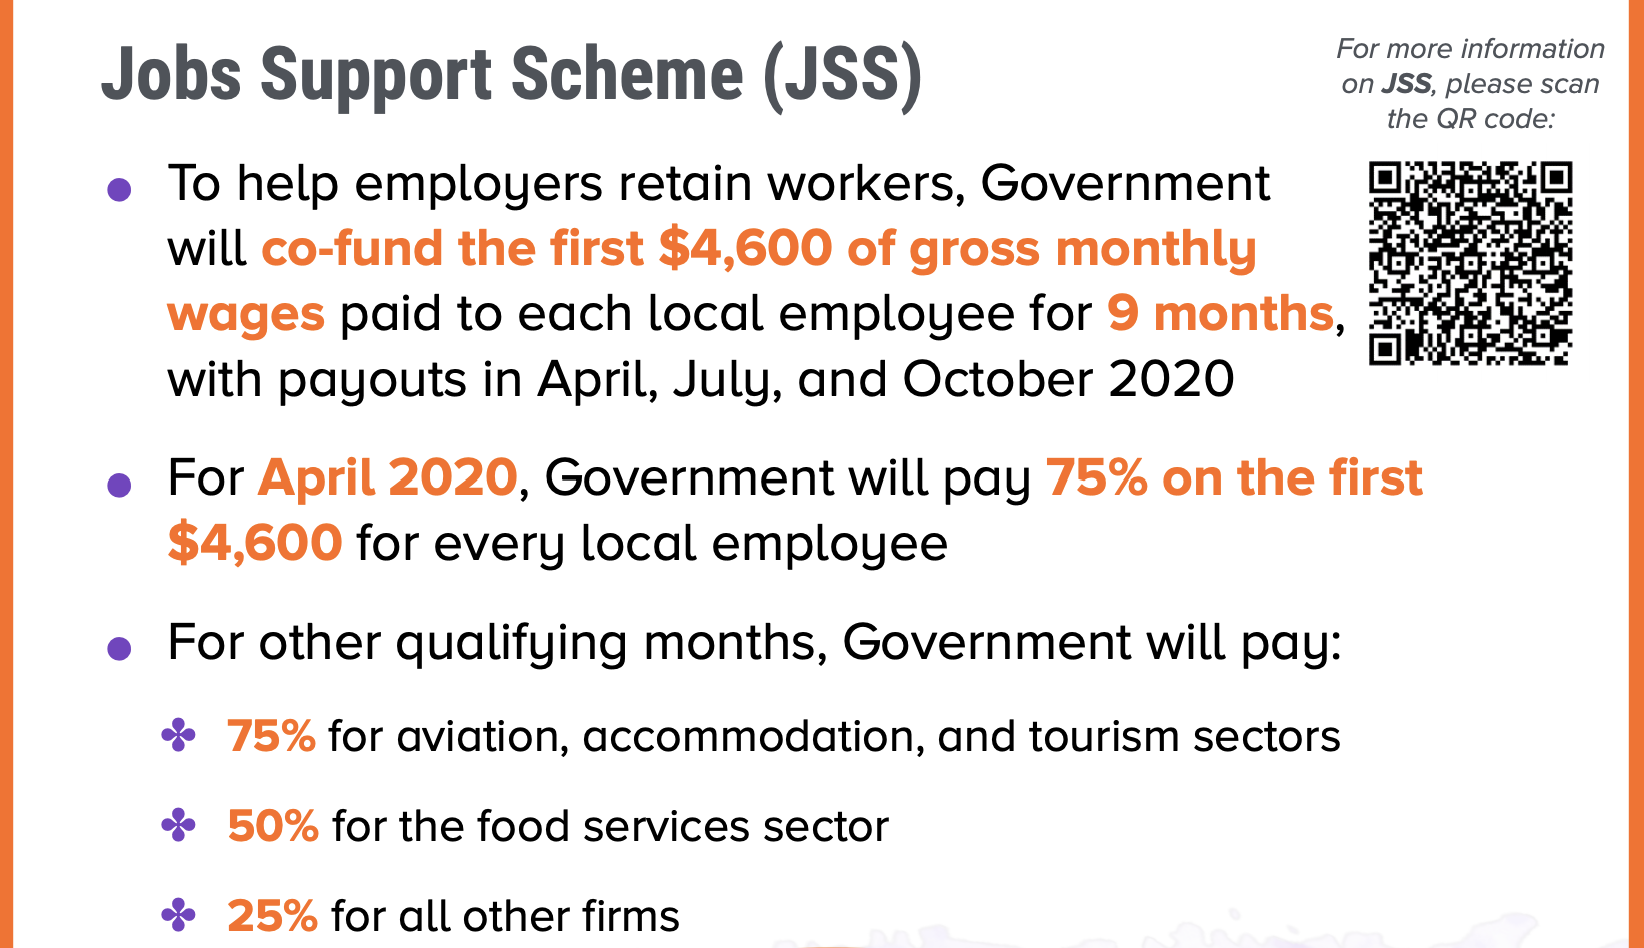 Jobs Support Scheme (JSS)
For more information
on JSS, please scan
the QR code:
To help employers retain workers, Government
will co-fund the first $4,600 of gross monthly
wages paid to each local employee for 9 months,
with payouts in April, July, and October 2020
For April 2020, Government will pay 75% on the first
$4,600 for every local employee
For other qualifying months, Government will pay:
75% for aviation, accommodation, and tourism sectors
50% for the food services sector
25% for all other firms